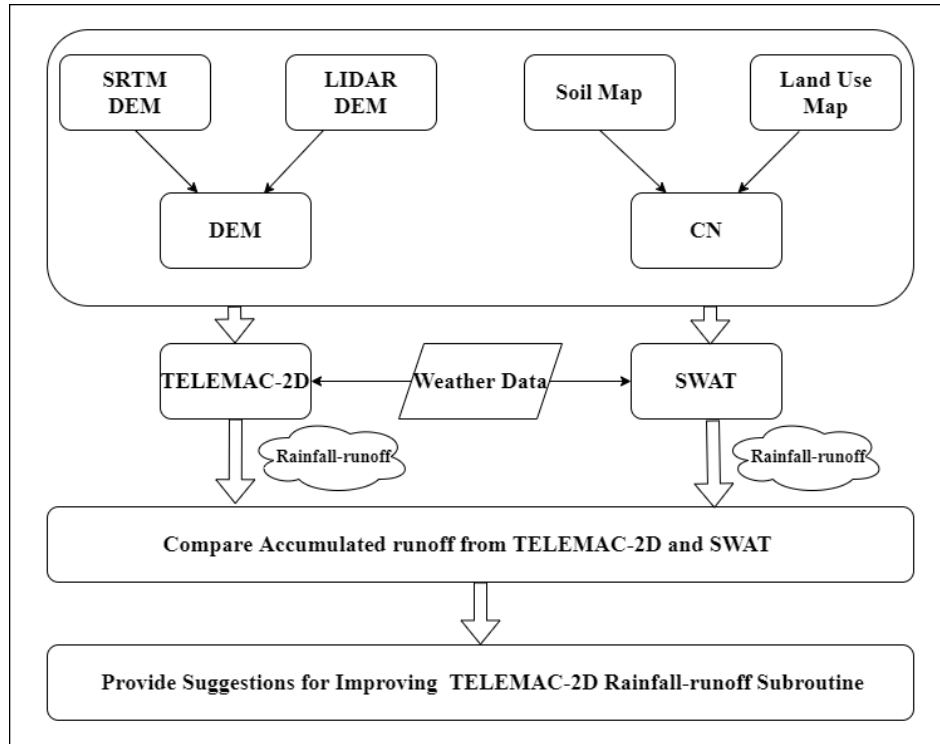 SRTM
DEM
LIDAR
DEM
Soil Map
Land Use
Map
DEM
CN
TELEMAC-2D
Weather Data
SWAT
Rainfall-runoff
Rainfall-runoff
Compare Accumulated runoff from TELEMAC-2D and SWAT
Provide Suggestions for Improving TELEMAC-2D Rainfall-runoff Subroutine